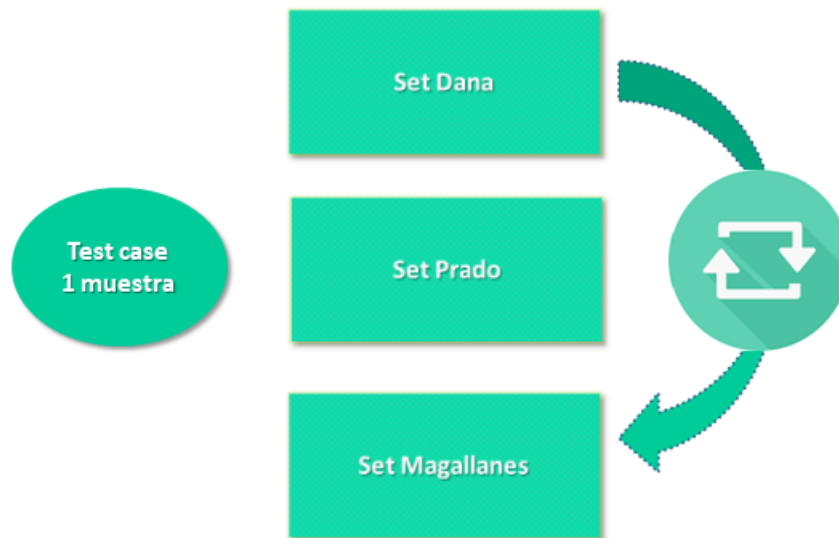 Set Dana
Test case
1 muestra
Set Prado
Set Magallanes